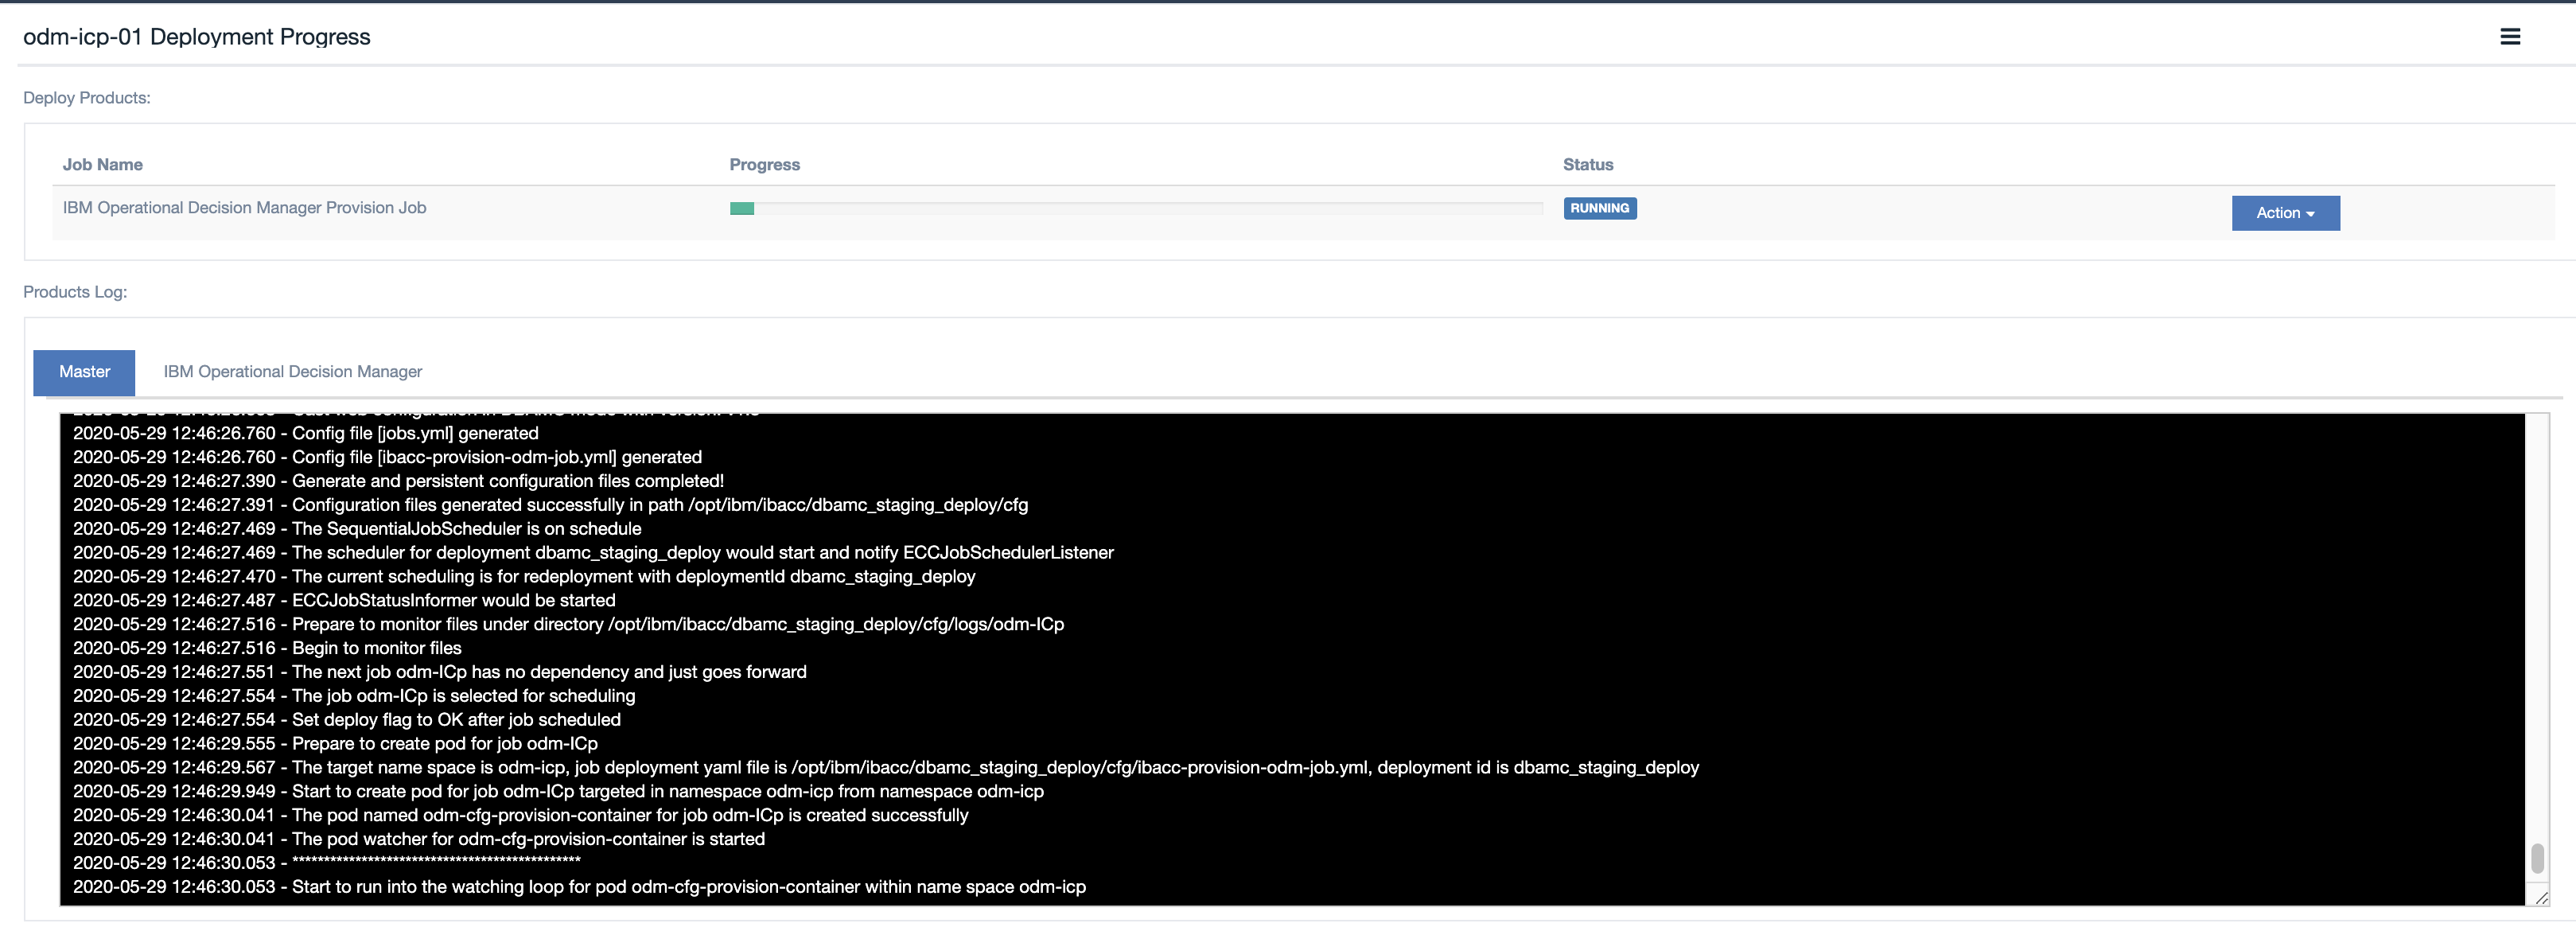 odm-icp-01 Deployment Progress
Deploy Products:
Job Name Progress Status
IBM Operational Decision Manager Provision Job RUNNING Action
Products Log:
Master IBM Operational Decision Manager
2020-05-29 12:46:26.760 - Config file [jobs.yml] generated
2020-05-29 12:46:26.760 - Config file [ibacc-provision-odm-job.yml] generated
2020-05-29 12:46:27.390 - Generate and persistent configuration files completed!
2020-05-29 12:46:27.391 - Configuration files generated successfully in path /opt/ibm/ibacc/dbamc_staging_deploy/cfg
2020-05-29 12:46:27.469 - The SequentialJobScheduler is on schedule
2020-05-29 12:46:27.469 - The scheduler for deployment dbamc_staging_deploy would start and notify ECCJobSchedulerListener
2020-05-29 12:46:27.470 - The current scheduling is for redeployment with deploymentId dbamc_staging_deploy
2020-05-29 12:46:27.487 - ECCJobStatusInformer would be started
2020-05-29 12:46:27.516 - Prepare to monitor files under directory /opt/ibm/ibacc/dbamc_staging_deploy/cfg/logs/odm-ICp
2020-05-29 12:46:27.516 - Begin to monitor files
2020-05-29 12:46:27.551 - The next job odm-ICp has no dependency and just goes forward
2020-05-29 12:46:27.554 - The job odm-ICp is selected for scheduling
2020-05-29 12:46:27.554 - Set deploy flag to OK after job scheduled
2020-05-29 12:46:29.555 - Prepare to create pod for job odm-ICp
2020-05-29 12:46:29.567 - The target name space is odm-icp, job deployment yaml file is /opt/ibm/ibacc/dbamc_staging_deploy/cfg/ibacc-provision-odm-job.yml, deployment id is dbamc_staging_deploy
2020-05-29 12:46:29.949 - Start to create pod for job odm-ICp targeted in namespace odm-icp from namespace odm-icp
2020-05-29 12:46:30.041 - The pod named odm-cfg-provision-container for job odm-ICp is created successfully
2020-05-29 12:46:30.041 - The pod watcher for odm-cfg-provision-container is started
2020-05-29 12:46:30.053 - **********************************************
2020-05-29 12:46:30.053 - Start to run into the watching loop for pod odm-cfg-provision-container within name space odm-icp